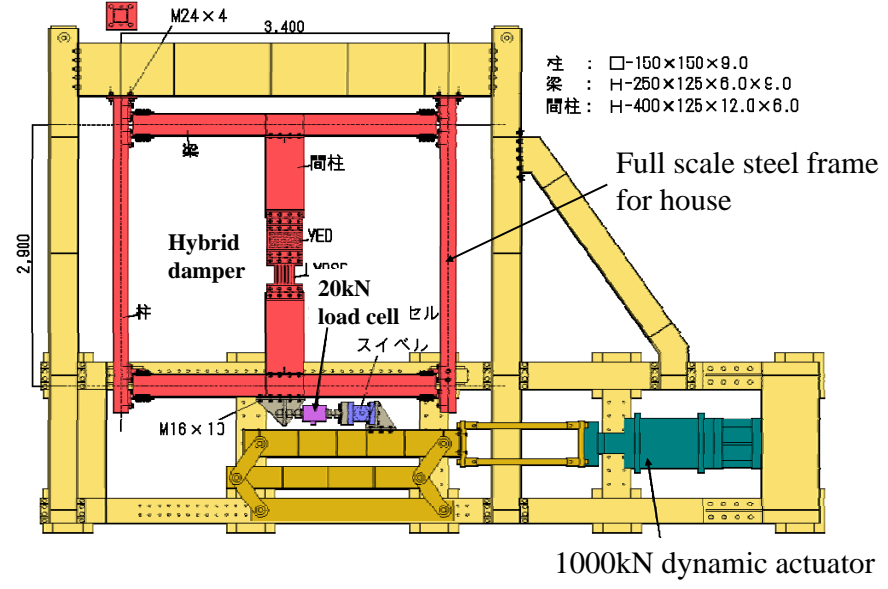 M24×4
3.400
柱 : □-150×150×9.0
梁 : H-250×125×6.0×9.0
間柱: H-400×125×12.0×6.0
梁
間柱
Full scale steel frame
for house
2,900
Hybrid
damper
VED
柱
20kN
load cell
セル
スイベル
M16×10
1000kN dynamic actuator